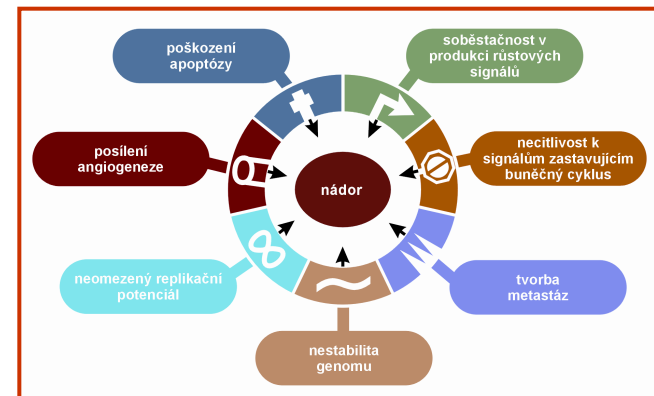 poškození
apoptózy
soběstačnost v
produkci růstových
signálů
posílení
angiogeneze
necitlivost k
signálům zastavujícím
buněčný cyklus
nádor
neomezený replikační
potenciál
tvorba
metastáz
nestabilita
genomu